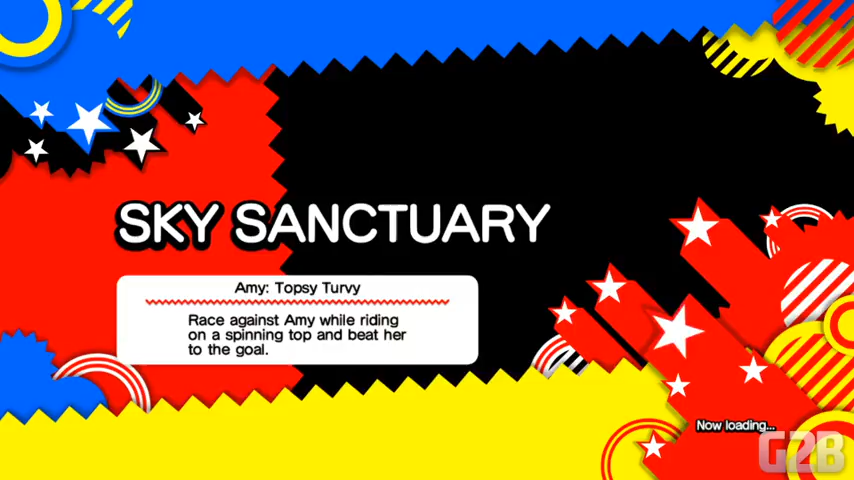 SKY SANCTUARY
Amy: Topsy Turvy
Race against Amy while riding
on a spinning top and beat her
to the goal.
Now loading...
G2B